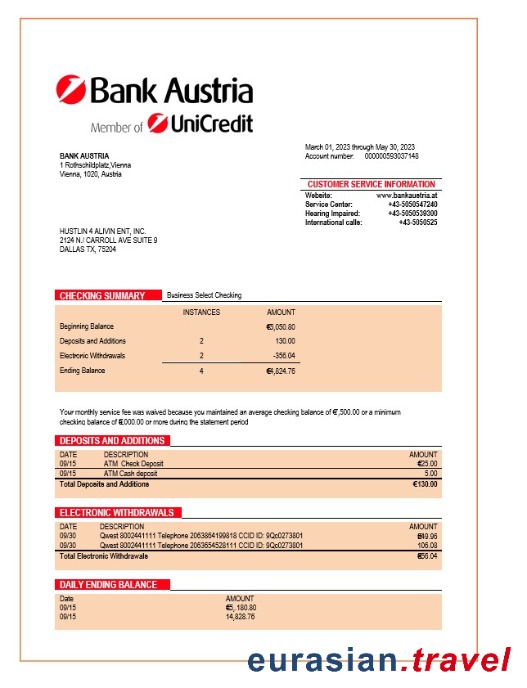 Bank Austria
Member of UniCredit
BANK AUSTRIA
1 Rothschildplatz,Vienna
Vienna, 1020, Austria
March 01, 2023 through May 30, 2023
Account number: 000000593037148
CUSTOMER SERVICE INFORMATION
Website: www.bankaustria.at
Service Center: +43-5050547240
Hearing Impaired: +43-5050539300
International calls: +43-5050525
HUSTLIN 4 ALIVIN ENT, INC.
2124 N./ CARROLL AVE SUITE 9
DALLAS TX, 75204
CHECKING SUMMARY Business Select Checking
INSTANCES AMOUNT
Beginning Balance €5,050.80
Deposits and Additions 2 130.00
Electronic Withdrawals 2 -356.04
Ending Balance 4 €4,824.76
Your monthly service fee was waived because you maintained an average checking balance of €7,500.00 or a minimum
checking balance of 000.00 or more during the statement period
DEPOSITS AND ADDITIONS
DATE DESCRIPTION AMOUNT
09/15 ATM Check Deposit €25.00
09/15 ATM Cash deposit 5.00
Total Deposits and Additions €130.00
ELECTRONIC WITHDRAWALS
DATE DESCRIPTION AMOUNT
09/30 Qwest 8002441111 Telephone 2063864199818 CCID ID: 9Qc0273801
09/30 Qwest 8002441111 Telephone 2063654528111 CCID ID: 9Qc0273801 106.08
Total Electronic Withdrawals
DAILY ENDING BALANCE
Date AMOUNT
09/15 €5, 180.80
09/15 14,828.76
eurasian.travel